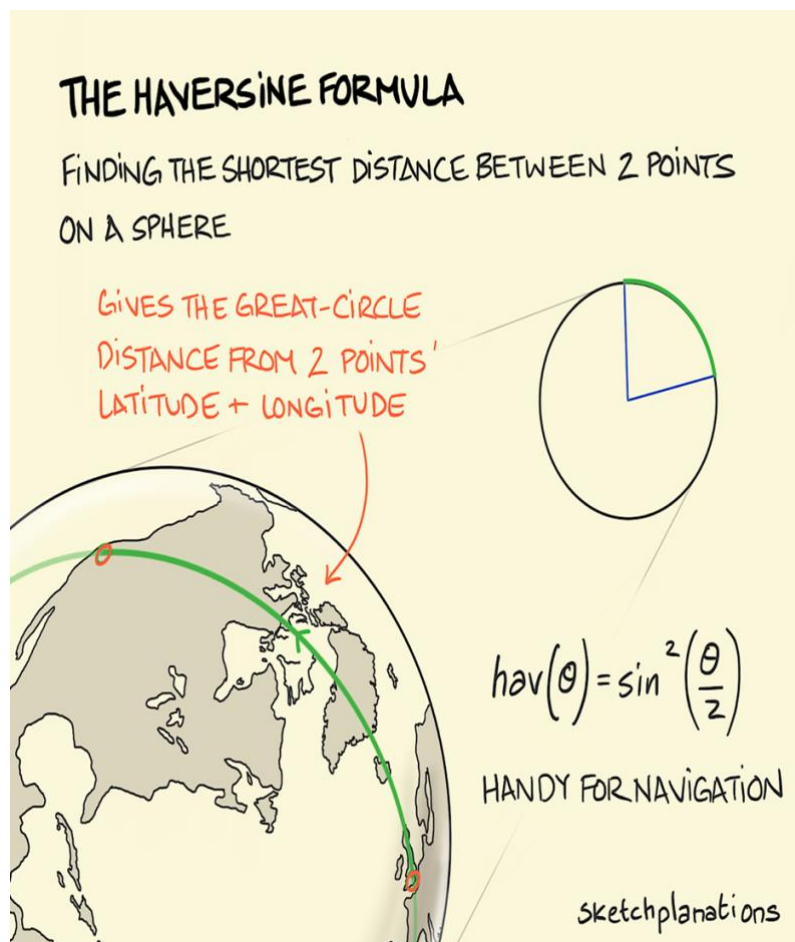 THE HAVERSiNE FORMULA
FiNDiNG THE SHORTEST DiSTANCE BETWEEN 2 POiNTS
ON A SPHERE
GiVES THE GREAT-CiRCLE
DiSTANCE FROM 2 POiNTS'
LATiTUDE + LONGiTUDE
hav(θ) = sin²(θ/2)
HANDY FOR NAViGATiON
sketchplanations